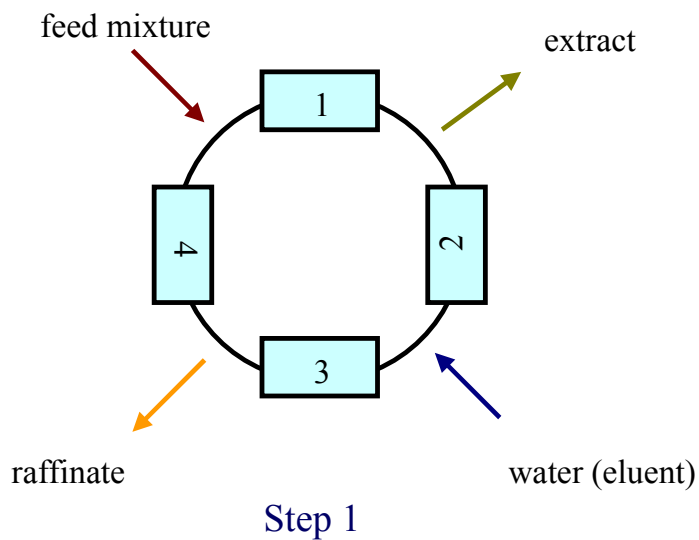 feed mixture
extract
1
4
2
3
raffinate
water (eluent)
Step 1